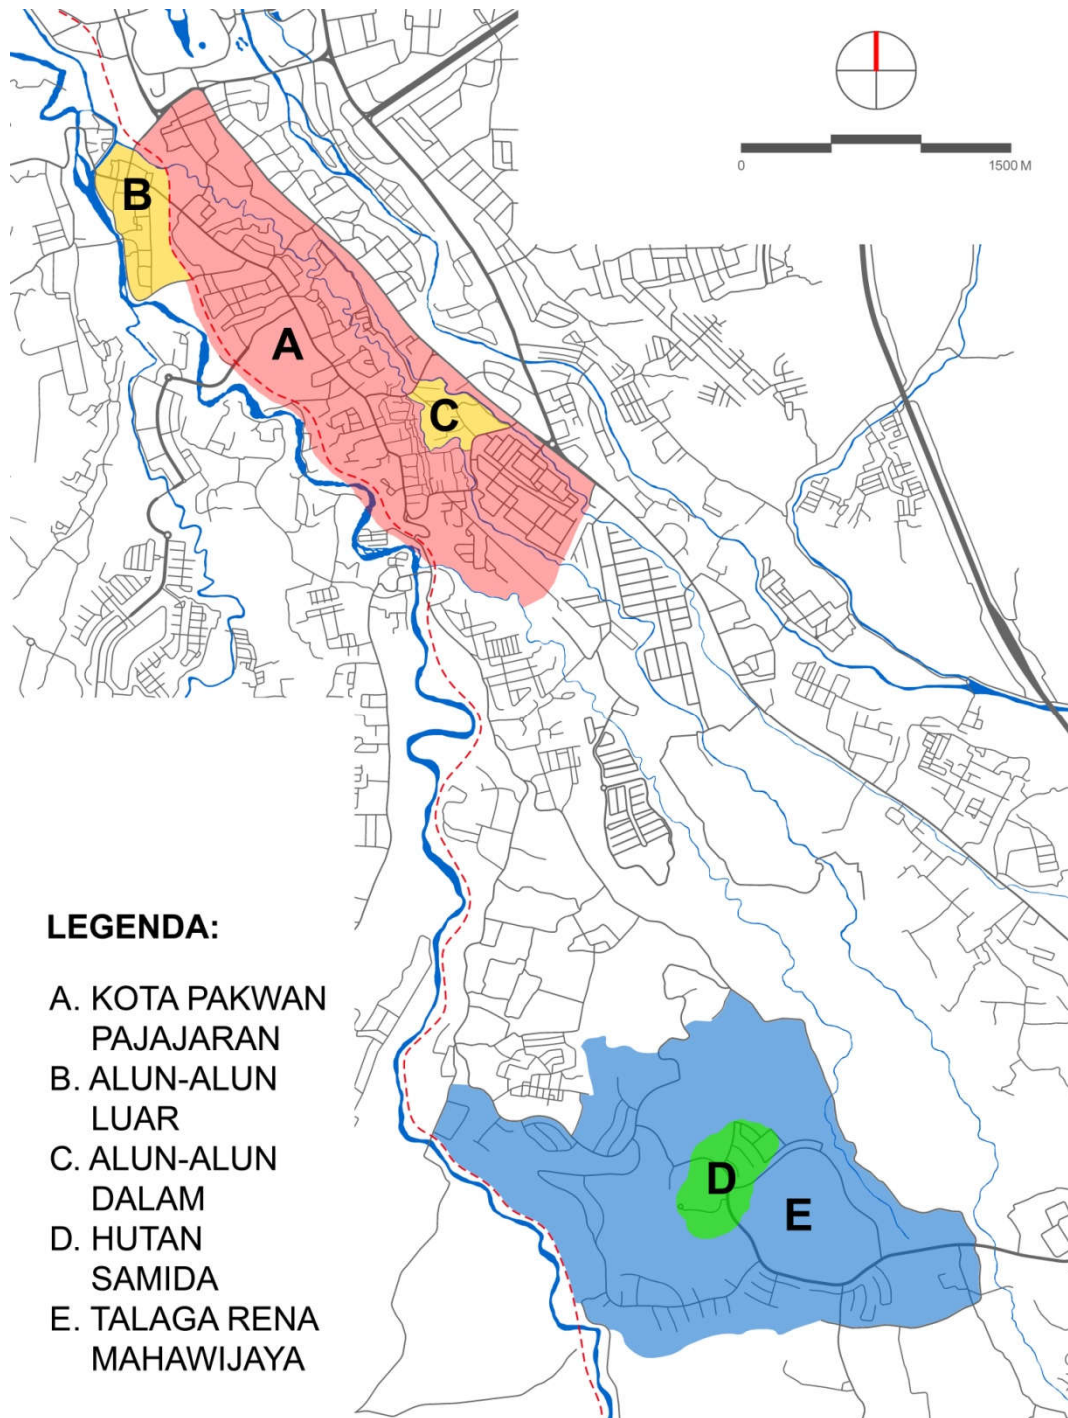 0 1500 M
B
A
C
LEGENDA:
A. KOTA PAKWAN
PAJAJARAN
B. ALUN-ALUN
LUAR
C. ALUN-ALUN
DALAM
D. HUTAN
SAMIDA
E. TALAGA RENA
MAHAWIJAYA
D
E